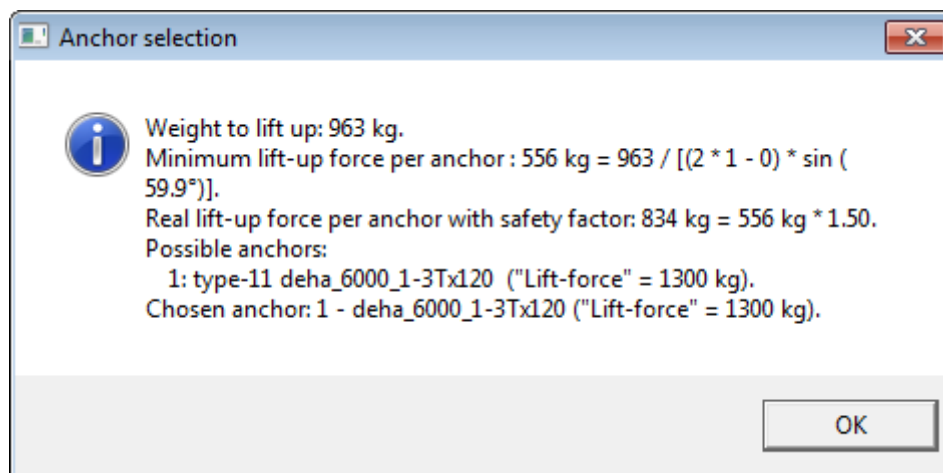 Anchor selection
Weight to lift up: 963 kg.
Minimum lift-up force per anchor : 556 kg = 963 / [(2 * 1 - 0) * sin (
59.9°)].
Real lift-up force per anchor with safety factor: 834 kg = 556 kg * 1.50.
Possible anchors:
1: type-11 deha_6000_1-3Tx120  ("Lift-force" = 1300 kg).
Chosen anchor: 1 - deha_6000_1-3Tx120 ("Lift-force" = 1300 kg).
OK